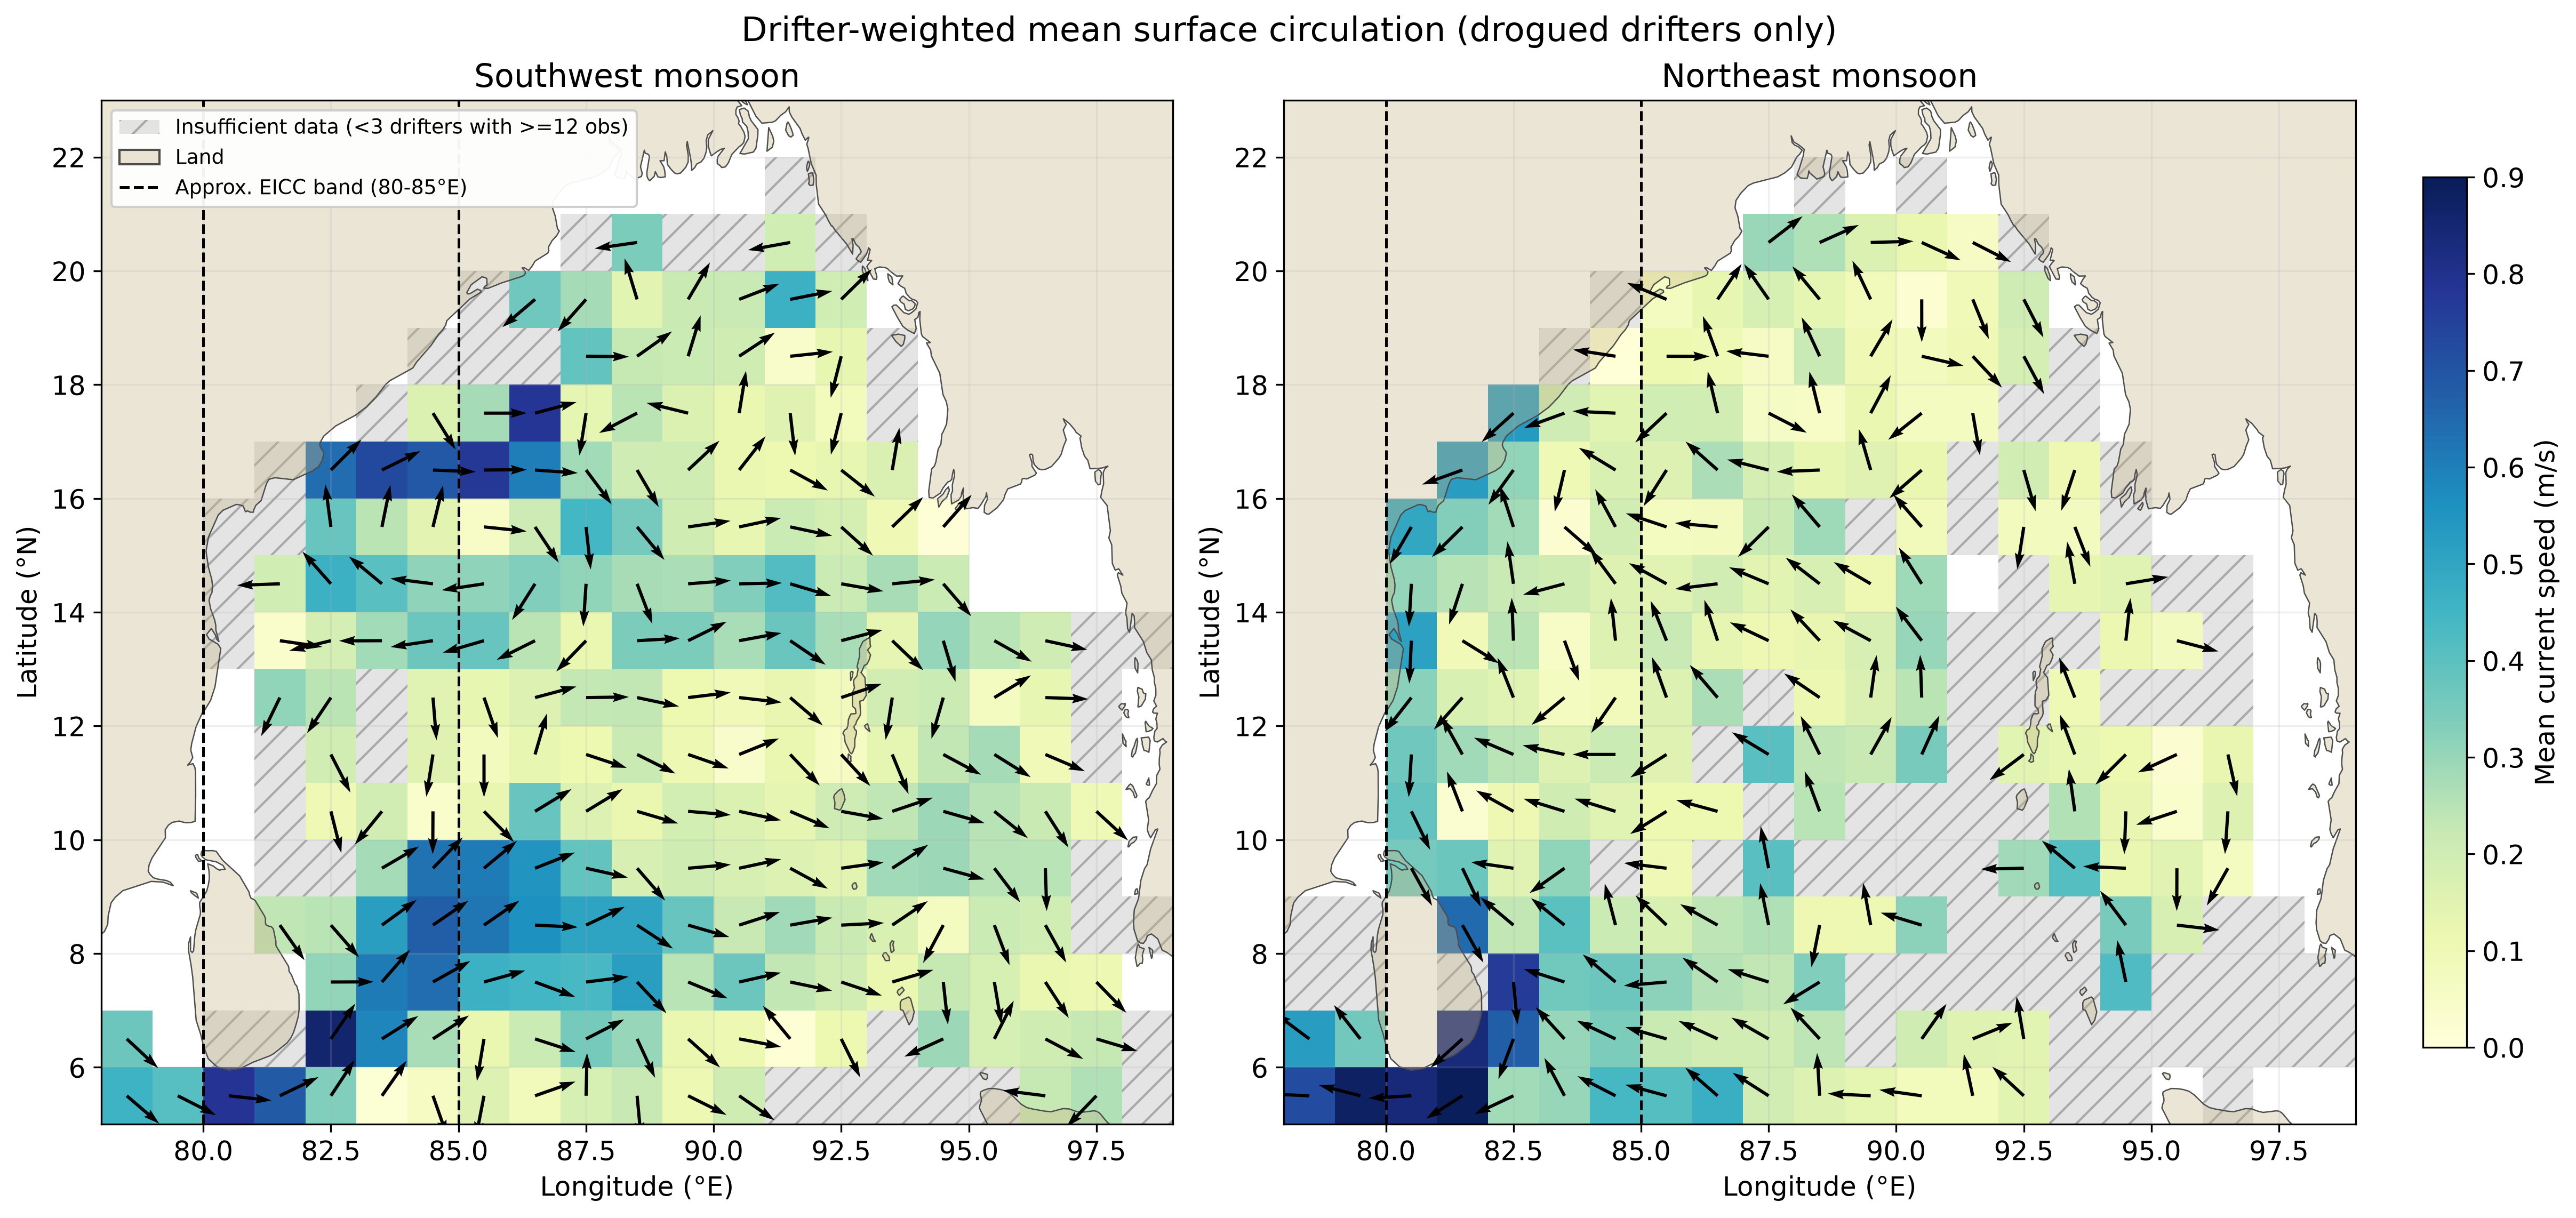 Drifter-weighted mean surface circulation (drogued drifters only)
Southwest monsoon
Insufficient data (<3 drifters with >=12 obs)
Land
Approx. EICC band (80-85°E)
22
20
18
16
14
12
10
8
6
Latitude (°N)
80.0 82.5 85.0 87.5 90.0 92.5 95.0 97.5
Longitude (°E)
Northeast monsoon
22
20
18
16
14
12
10
8
6
Latitude (°N)
80.0 82.5 85.0 87.5 90.0 92.5 95.0 97.5
Longitude (°E)
0.9
0.8
0.7
0.6
0.5
0.4
0.3
0.2
0.1
0.0
Mean current speed (m/s)